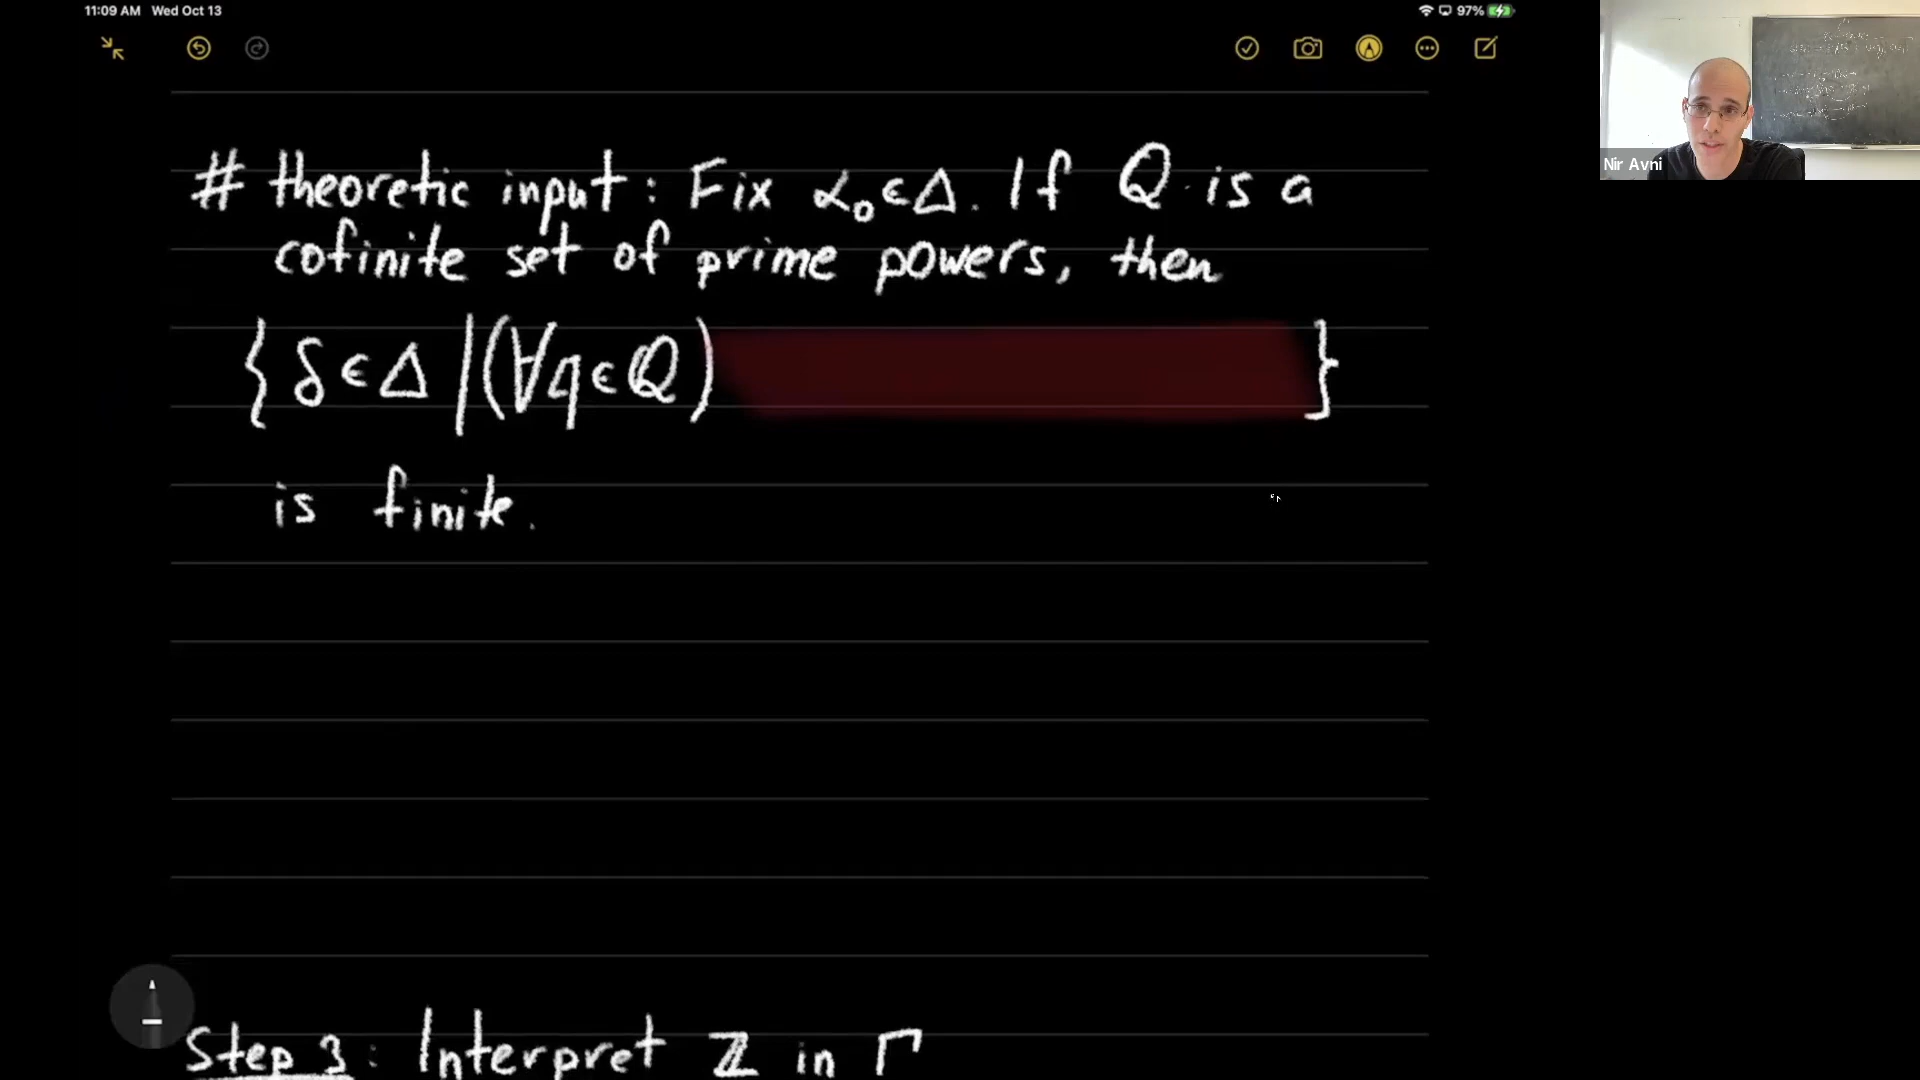 11:09 AM Wed Oct 13
97%
# theoretic input: Fix α₀∈Δ. If Q is a
cofinite set of prime powers, then
{ δ∈Δ | (∀q∈Q) }
is finite.
Step 3: Interpret ℤ in Γ
Nir Avni